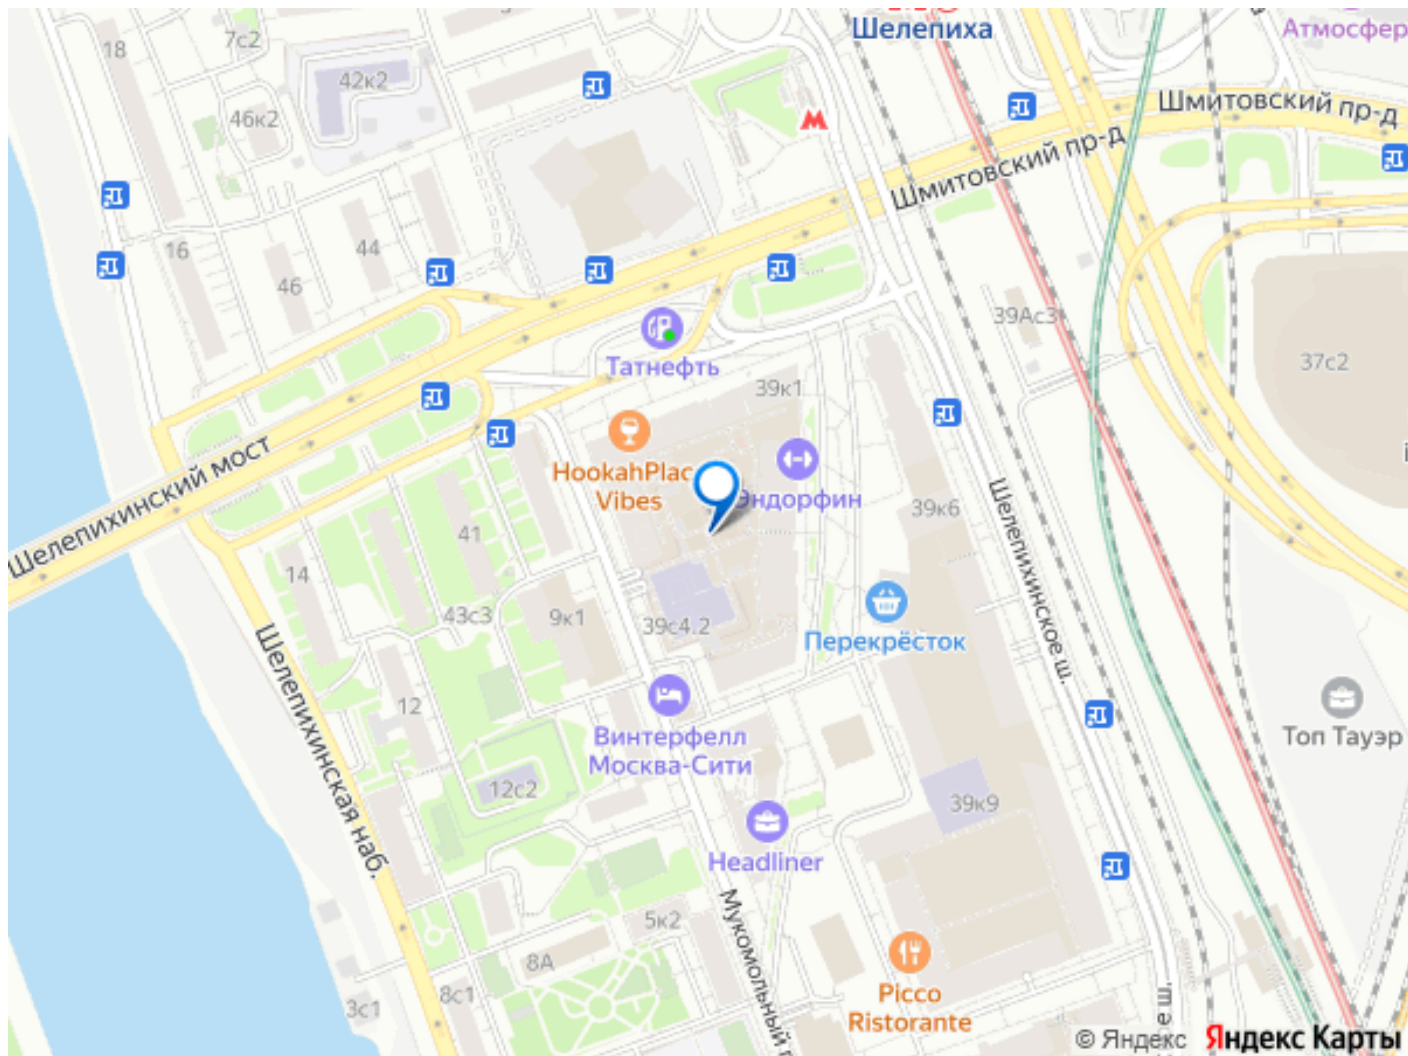 Шелепиха
Атмосфер
18
7с2
42к2
46к2
Шмитовский пр-д
Шмитовский пр-д
16
44
46
39Ас3
37с2
Татнефть
39к1
HookahPlac
Vibes
Эндорфин
39к6
Шелепихинский мост
41
14
43с3
9к1
39с4.2
Перекрёсток
Шелепихинское ш.
Шелепихинская наб.
12
Винтерфелл
Москва-Сити
Топ Тауэр
12с2
39к9
Headliner
Мукомольный п
5к2
8А
8с1
3с1
Picco
Ristorante
е ш.
© Яндекс Яндекс Карты